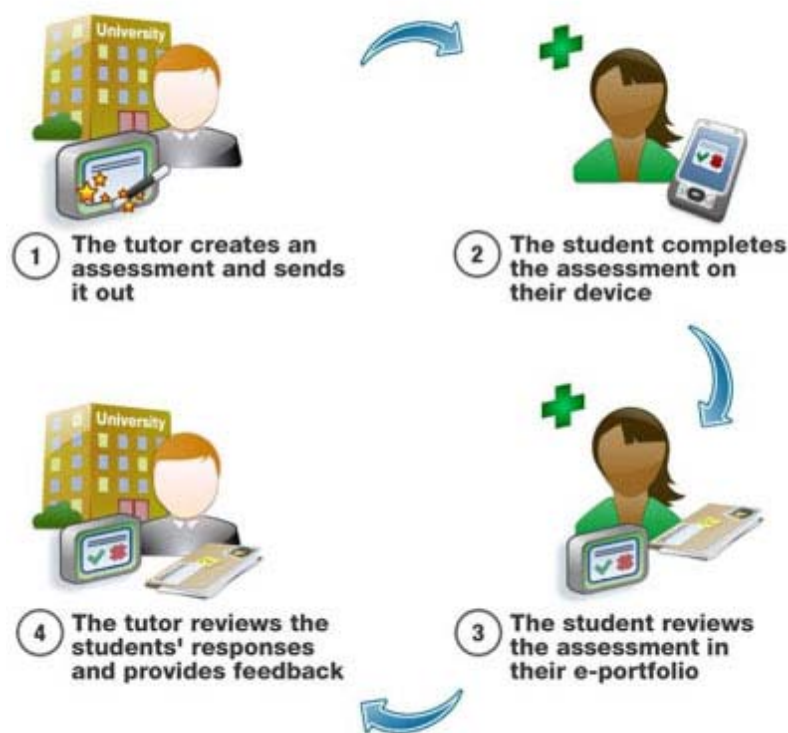 University
1
The tutor creates an
assessment and sends
it out
2
The student completes
the assessment on
their device
3
The student reviews
the assessment in
their e-portfolio
University
4
The tutor reviews the
students' responses
and provides feedback